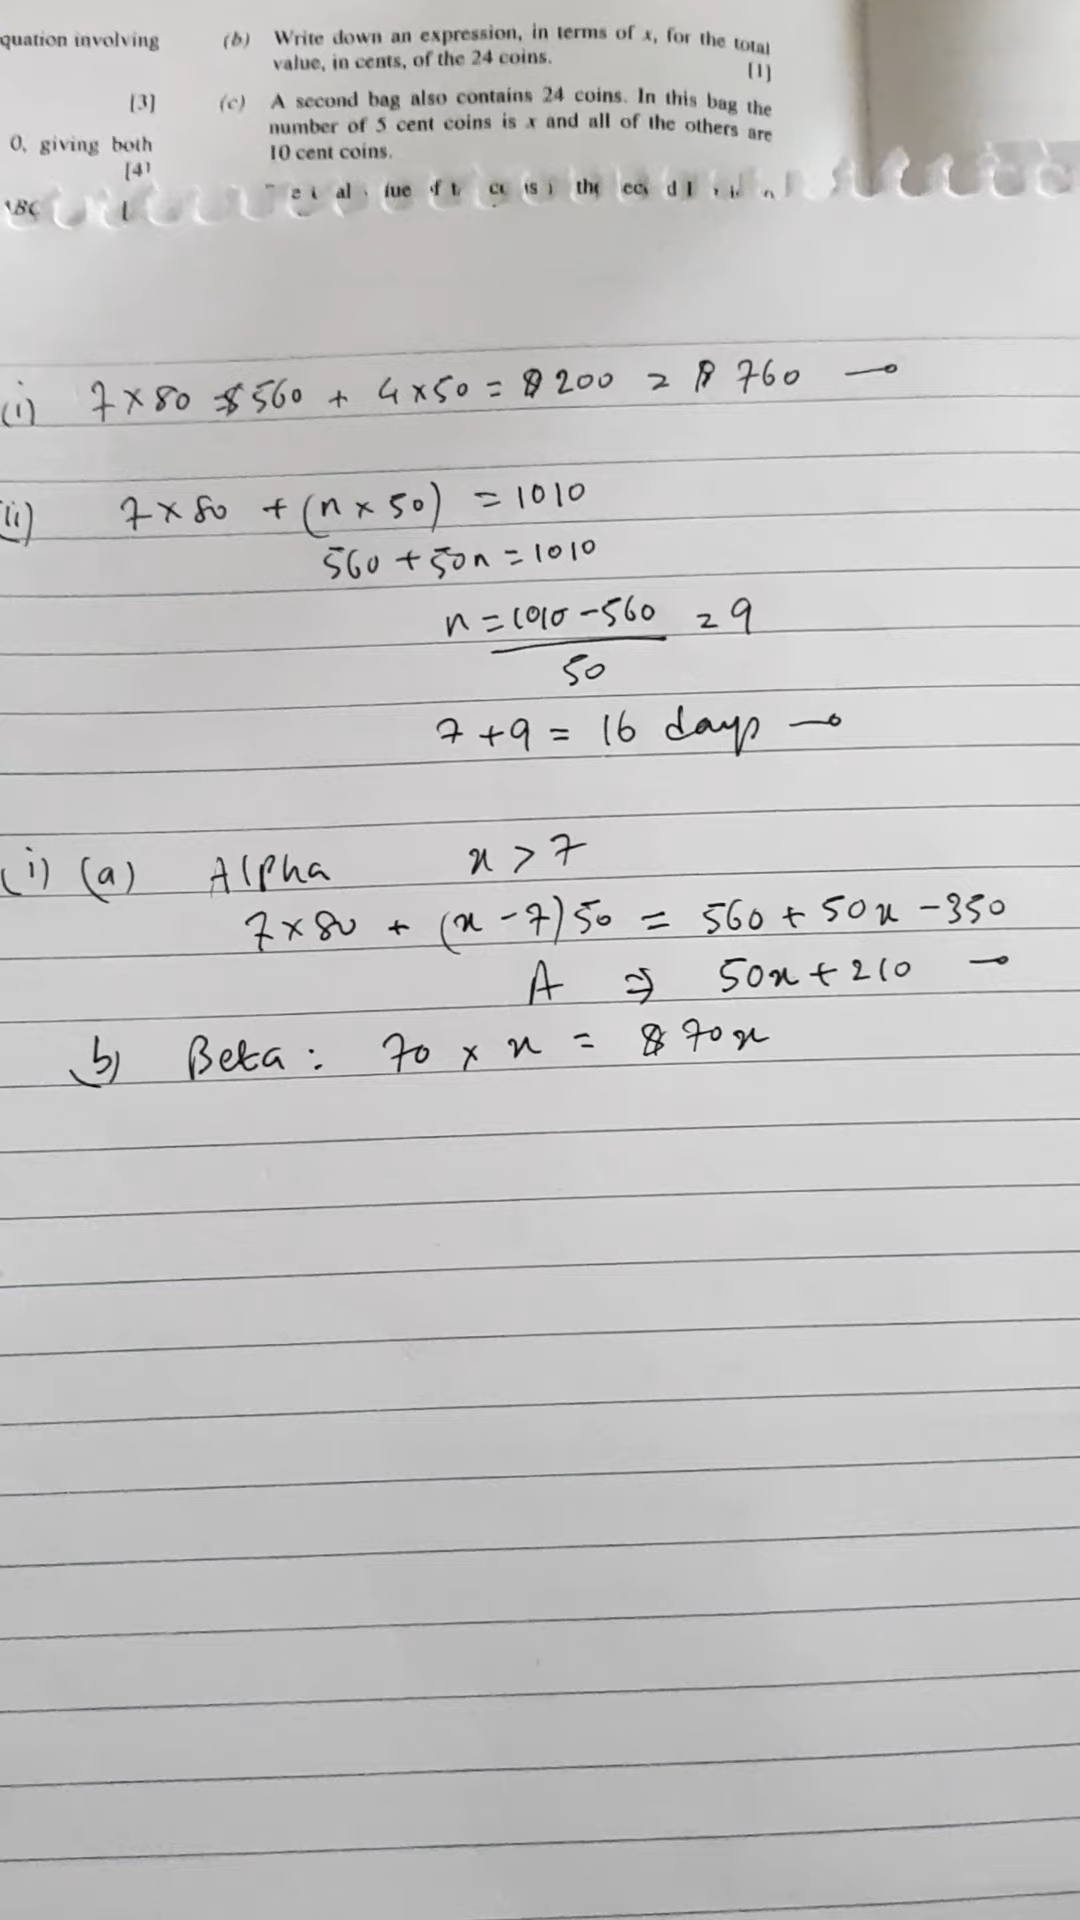 quation involving
[3]
0, giving both
[4]
(b) Write down an expression, in terms of x, for the total
value, in cents, of the 24 coins.
[1]
(c) A second bag also contains 24 coins. In this bag the
number of 5 cent coins is x and all of the others are
10 cent coins.
(i) 7 × 80 = $560 + 4 × 50 = $200 = $760
(ii) 7 × 80 + (n × 50) = 1010
560 + 50n = 1010
n = 1010 - 560 = 9
50
7 + 9 = 16 days
(i) (a) Alpha x > 7
7 × 80 + (x - 7) 50 = 560 + 50x - 350
A ⇒ 50x + 210
b) Beta : 70 × x = $ 70x